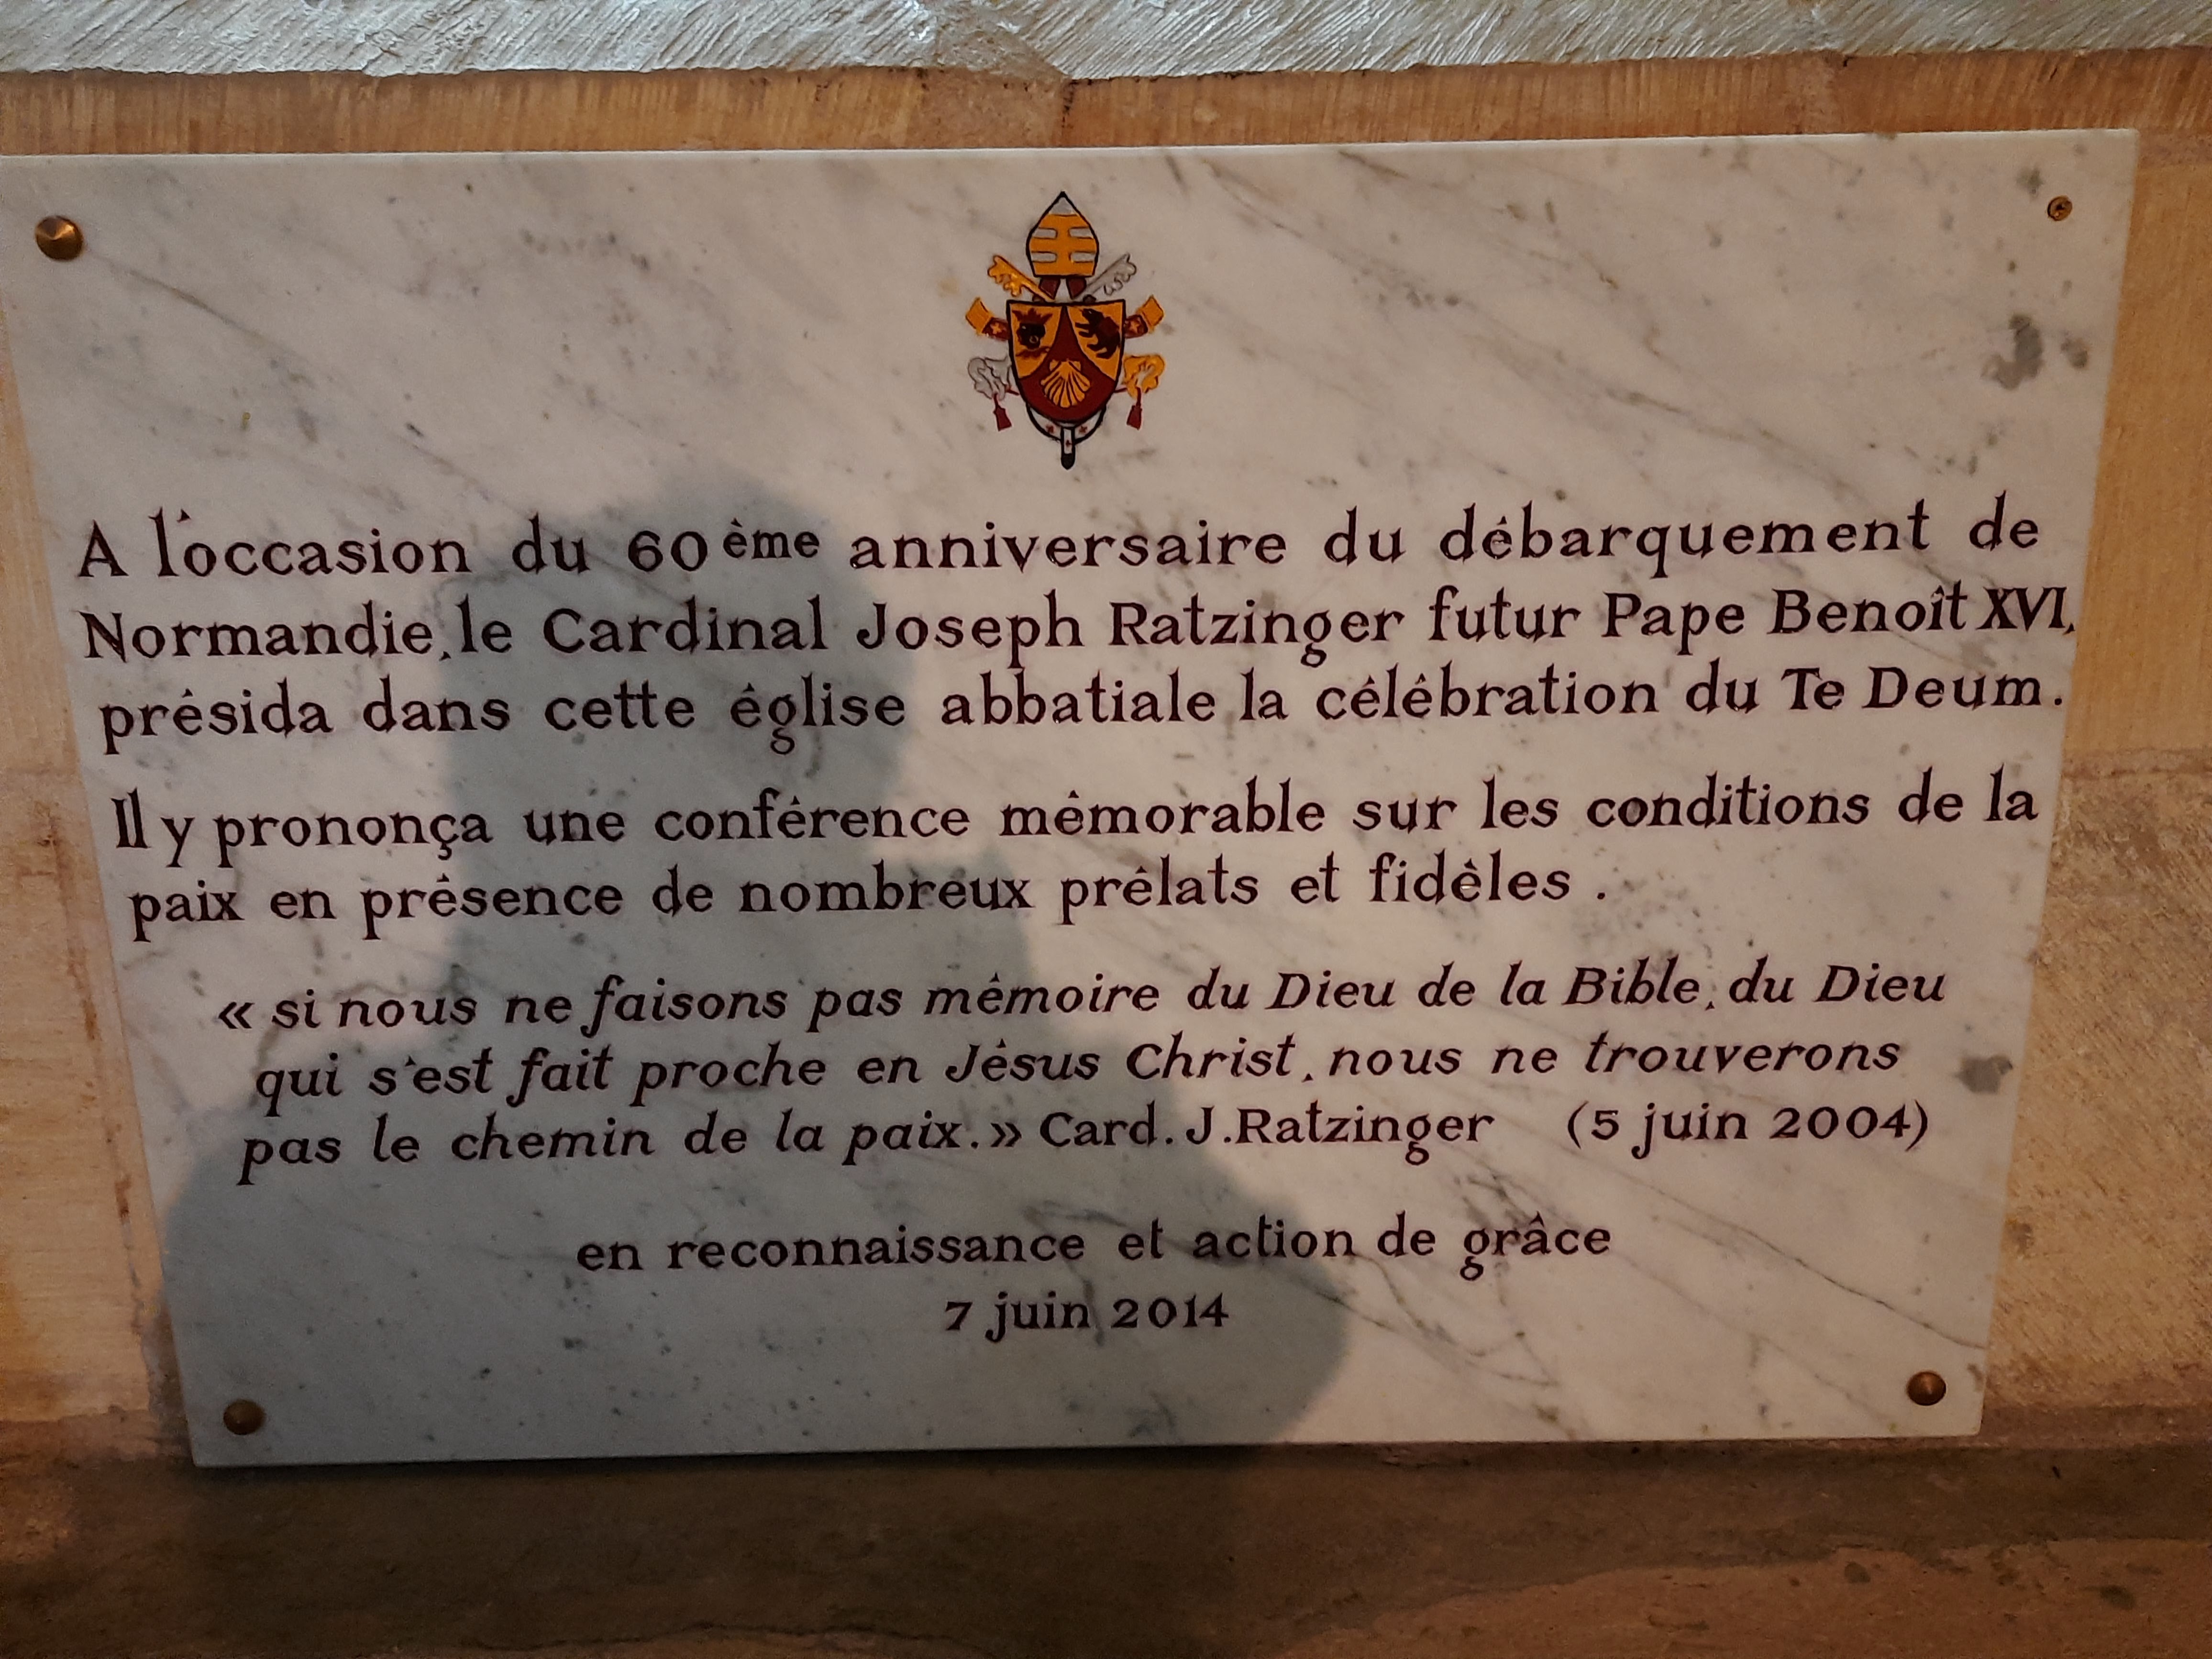 A l'occasion du 60ème anniversaire du débarquement de
Normandie, le Cardinal Joseph Ratzinger futur Pape Benoît XVI,
présida dans cette église abbatiale la célébration du Te Deum.
Il y prononça une conférence mémorable sur les conditions de la
paix en présence de nombreux prélats et fidèles .
« si nous ne faisons pas mémoire du Dieu de la Bible, du Dieu
qui s'est fait proche en Jésus Christ, nous ne trouverons
pas le chemin de la paix. » Card. J.Ratzinger (5 juin 2004)
en reconnaissance et action de grâce
7 juin 2014